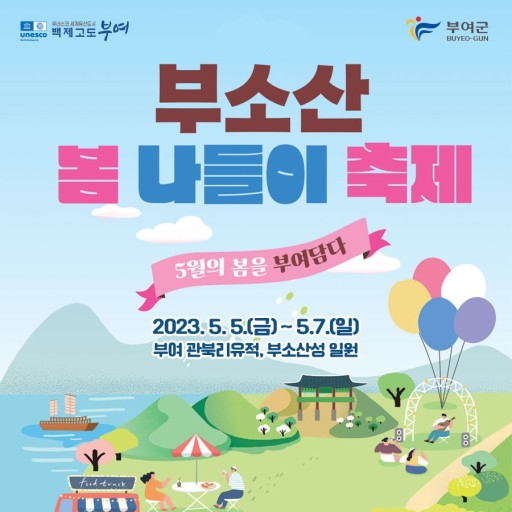 unesco
유네스코 세계유산도시
백제고도 부여
부여군
BUYEO-GUN
부소산
봄 나들이 축제
5월의 봄을 부여담다
2023. 5. 5.(금) ~ 5.7.(일)
부여 관북리유적, 부소산성 일원
food truck